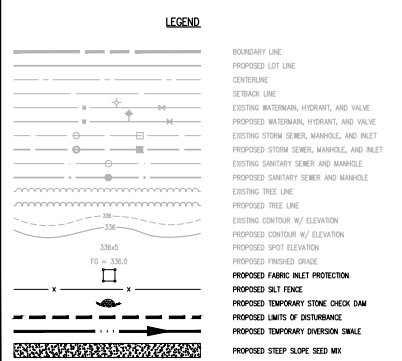 LEGEND
BOUNDARY LINE
PROPOSED LOT LINE
CENTERLINE
SETBACK LINE
W EXISTING WATERMAIN, HYDRANT, AND VALVE
W PROPOSED WATERMAIN, HYDRANT, AND VALVE
EXISTING STORM SEWER, MANHOLE, AND INLET
PROPOSED STORM SEWER, MANHOLE, AND INLET
EXISTING SANITARY SEWER AND MANHOLE
PROPOSED SANITARY SEWER AND MANHOLE
EXISTING TREE LINE
PROPOSED TREE LINE
336 EXISTING CONTOUR W/ ELEVATION
336 PROPOSED CONTOUR W/ ELEVATION
336x5 PROPOSED SPOT ELEVATION
FG = 336.0 PROPOSED FINISHED GRADE
PROPOSED FABRIC INLET PROTECTION
x x PROPOSED SILT FENCE
PROPOSED TEMPORARY STONE CHECK DAM
PROPOSED LIMITS OF DISTURBANCE
PROPOSED TEMPORARY DIVERSION SWALE
PROPOSED STEEP SLOPE SEED MIX